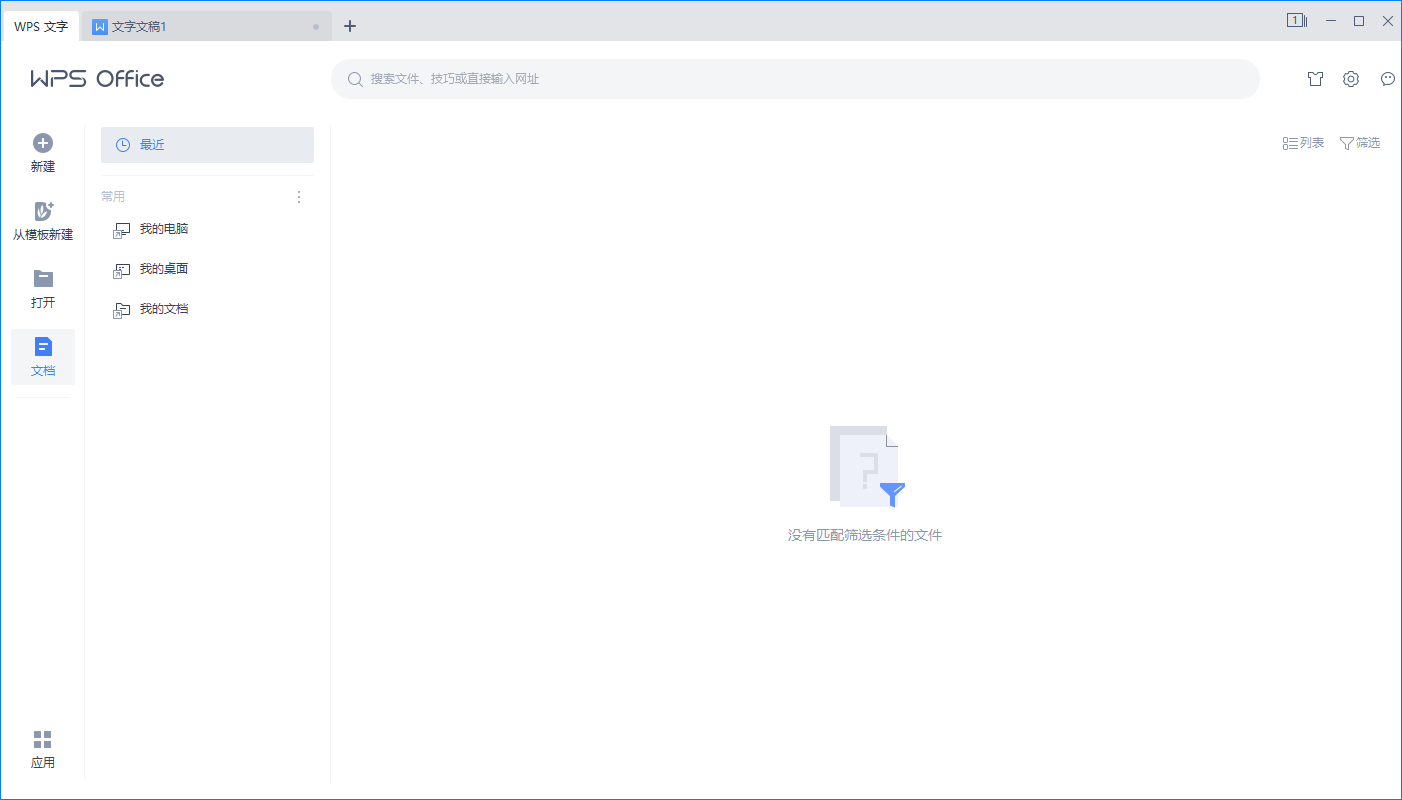 WPS 文字
文字文稿1
1
WPS Office
搜索文件、技巧或直接输入网址
新建
从模板新建
打开
文档
应用
最近
常用
我的电脑
我的桌面
我的文档
列表
筛选
没有匹配筛选条件的文件